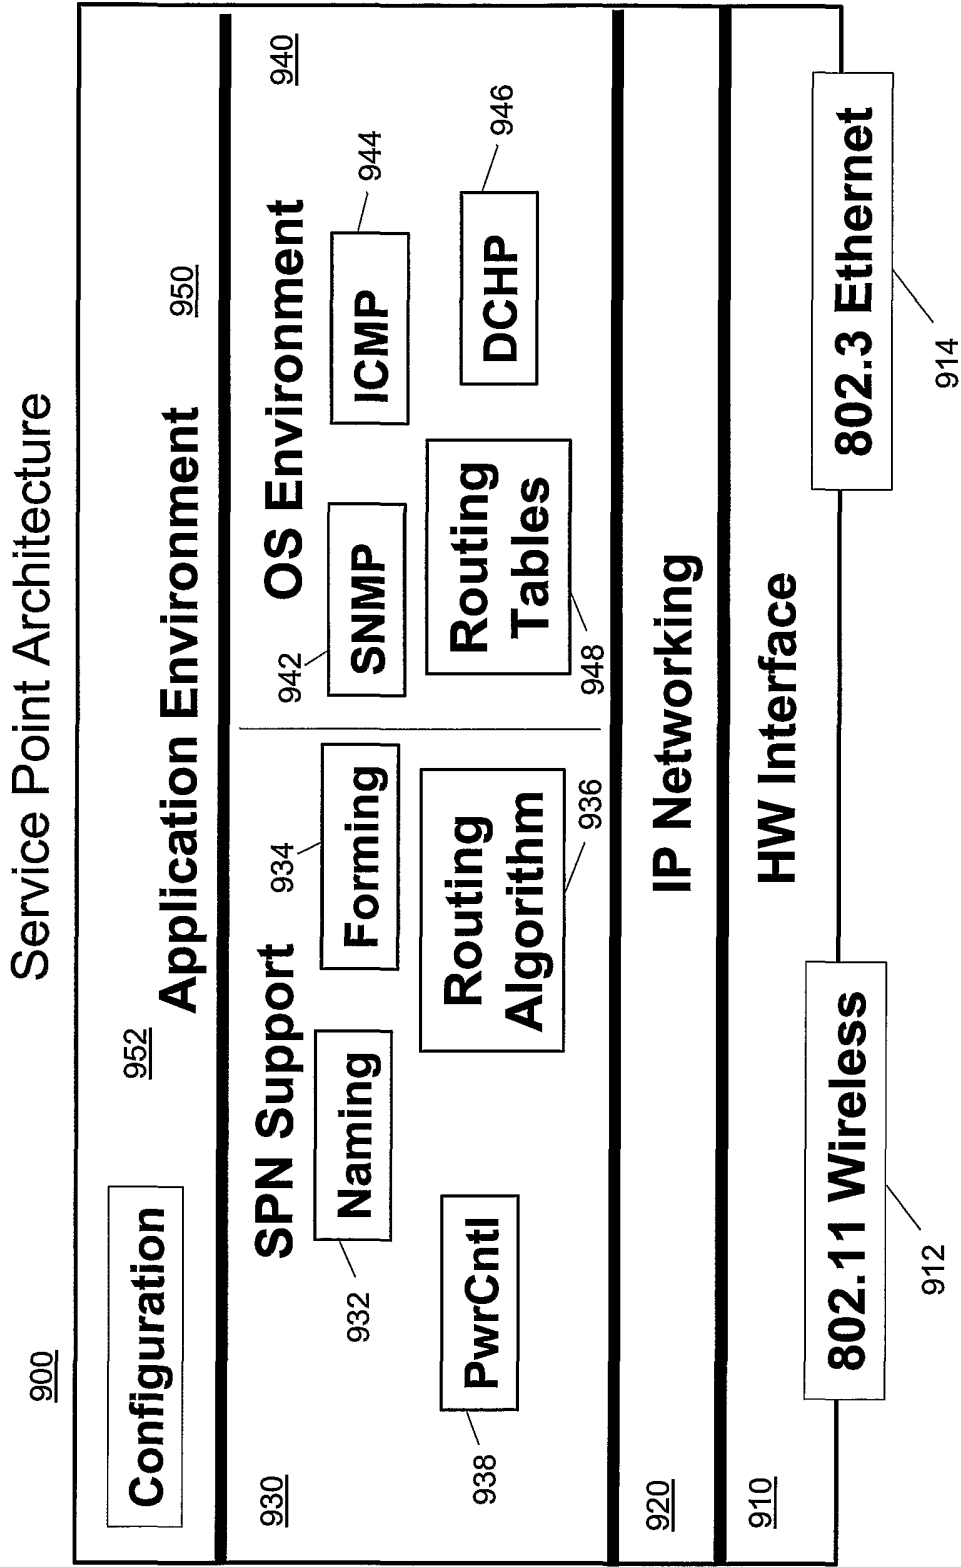 Service Point Architecture
900
Configuration
952
Application Environment
950
930
SPN Support
OS Environment
940
932
Naming
934
Forming
942
SNMP
ICMP
944
938
PwrCntl
Routing
Algorithm
936
Routing
Tables
948
DCHP
946
920
IP Networking
910
HW Interface
802.11 Wireless
912
802.3 Ethernet
914